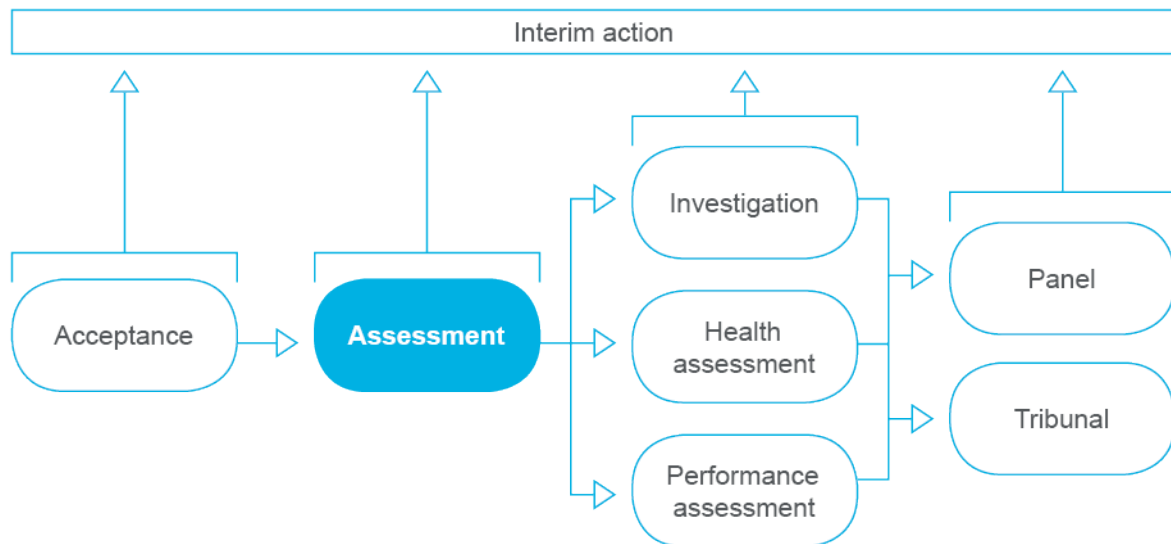 Interim action
Acceptance
Assessment
Investigation
Health
assessment
Performance
assessment
Panel
Tribunal